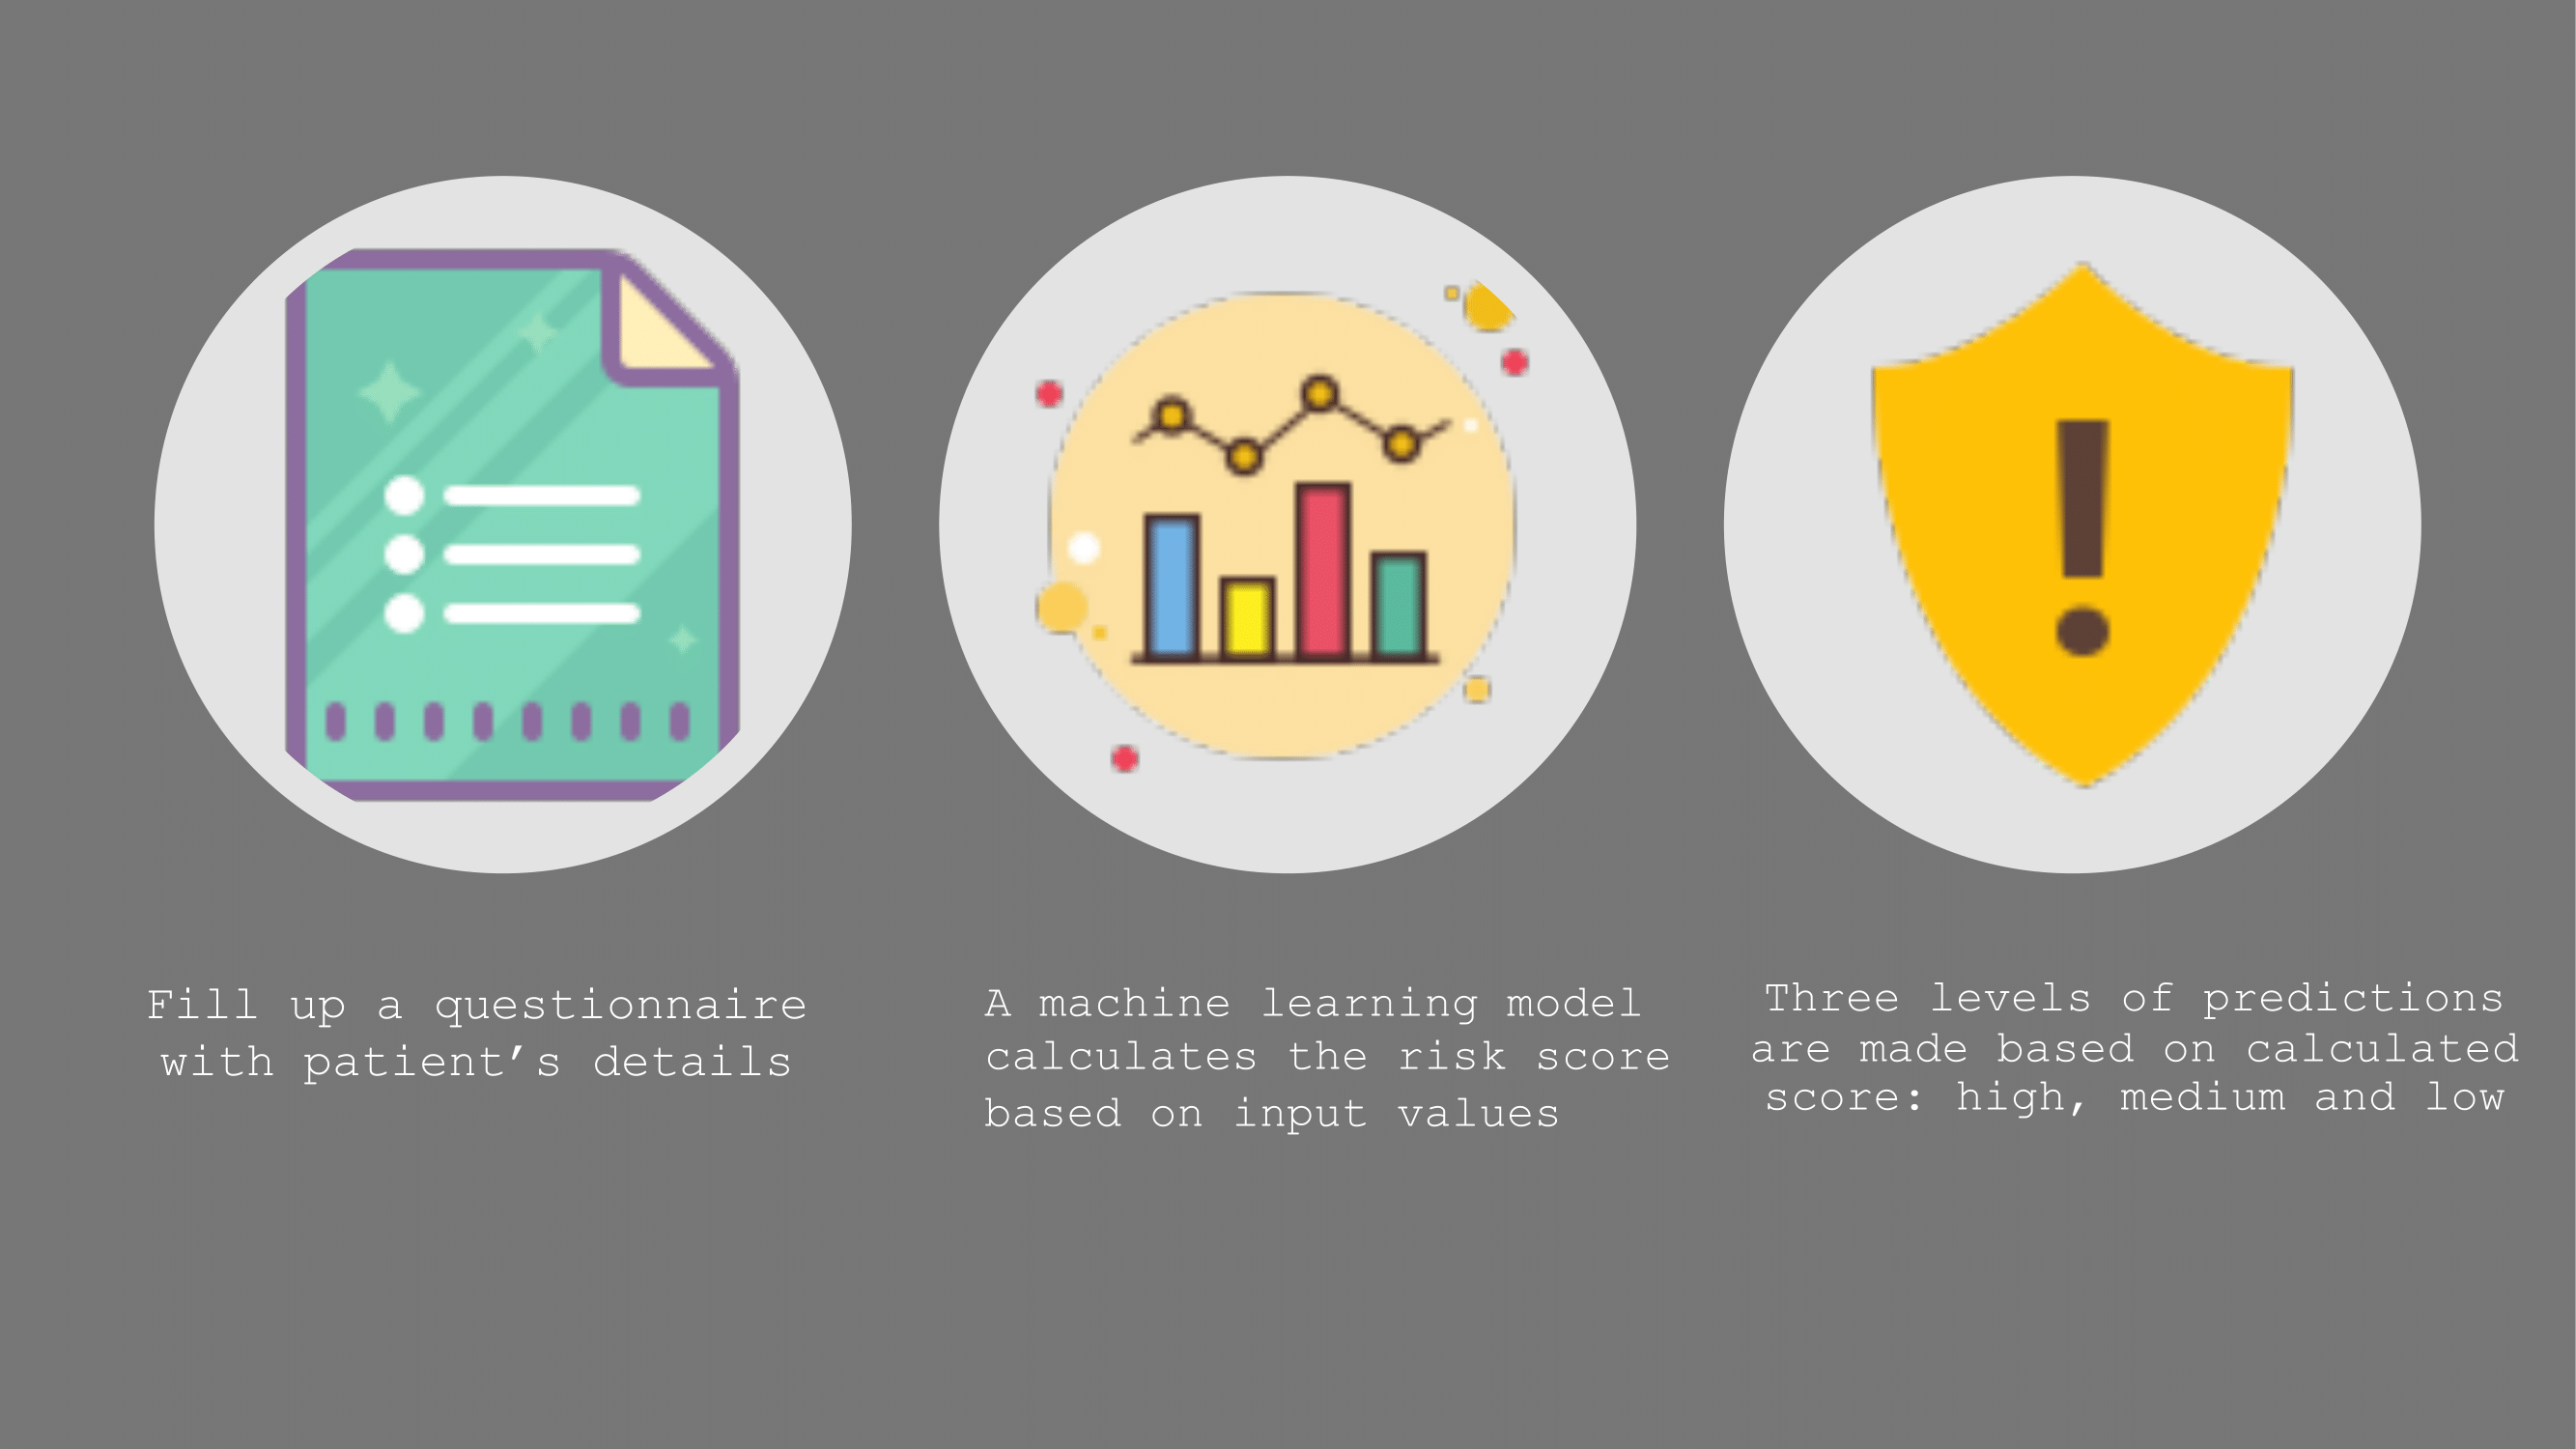 Fill up a questionnaire
with patient’s details
A machine learning model
calculates the risk score
based on input values
Three levels of predictions
are made based on calculated
score: high, medium and low